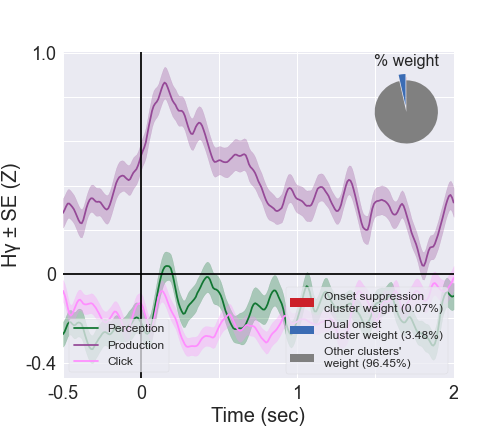 % weight
1.0
0
-0.4
Hγ ± SE (Z)
Perception
Production
Click
Onset suppression
cluster weight (0.07%)
Dual onset
cluster weight (3.48%)
Other clusters'
weight (96.45%)
-0.5
0
1
2
Time (sec)